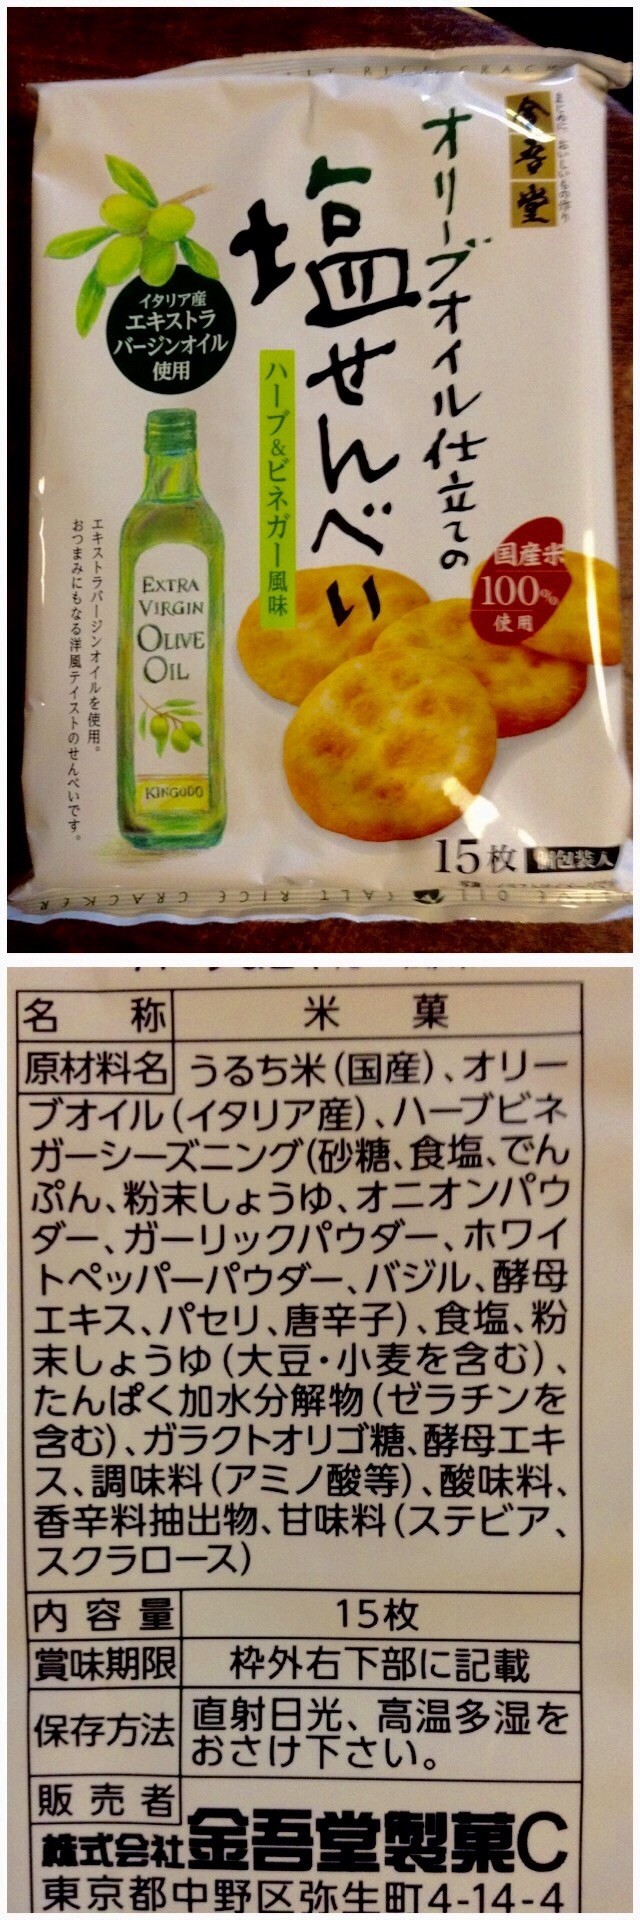 金吾堂
まじめに、おいしいもの作り
オリーブオイル仕立ての
塩せんべい
ハーブ&ビネガー風味
イタリア産
エキストラ
バージンオイル
使用
EXTRA
VIRGIN
OLIVE
OIL
KINGODO
エキストラバージンオイルを使用。
おつまみにもなる洋風テイストのせんべいです。
国産米
100%
使用
15枚 個包装入
OLL SALT RICE CRACKER
名称 米菓
原材料名 うるち米(国産)、オリー
ブオイル(イタリア産)、ハーブビネ
ガーシーズニング(砂糖、食塩、でん
ぷん、粉末しょうゆ、オニオンパウ
ダー、ガーリックパウダー、ホワイ
トペッパーパウダー、バジル、酵母
エキス、パセリ、唐辛子)、食塩、粉
末しょうゆ(大豆・小麦を含む)、
たんぱく加水分解物(ゼラチンを
含む)、ガラクトオリゴ糖、酵母エキ
ス、調味料(アミノ酸等)、酸味料、
香辛料抽出物、甘味料(ステビア、
スクラロース)
内容量 15枚
賞味期限 枠外右下部に記載
保存方法 直射日光、高温多湿を
おさけ下さい。
販売者
株式会社金吾堂製菓C
東京都中野区弥生町4-14-4